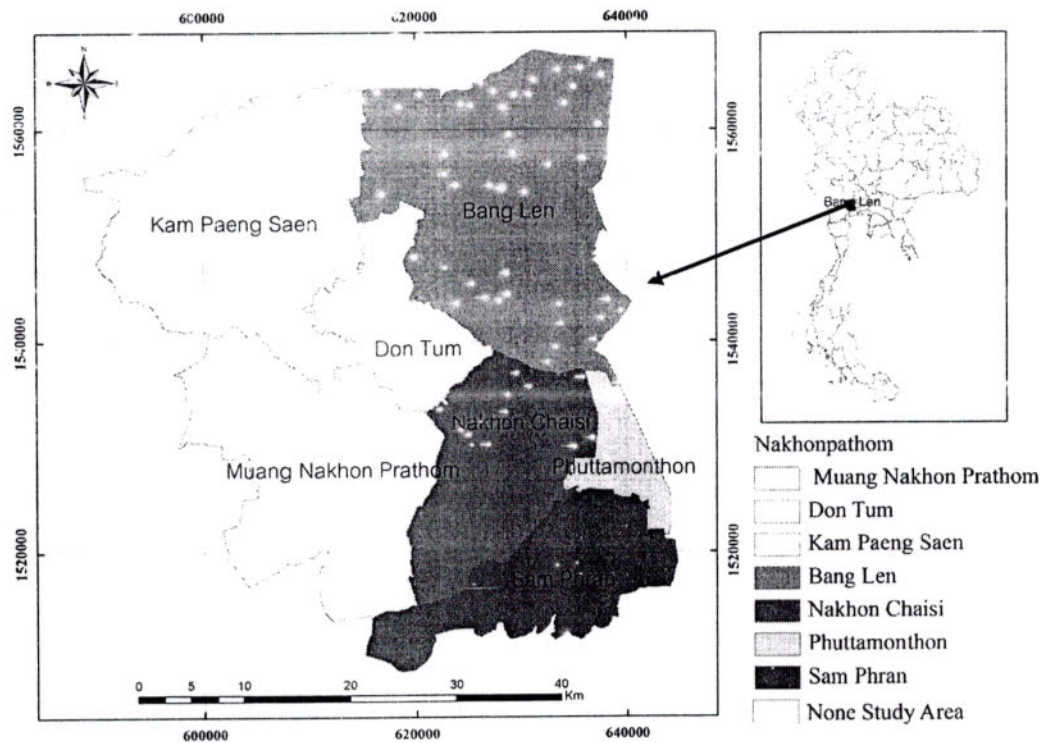 600000 620000 640000
N
1560000 1560000
Kam Paeng Saen
Bang Len
Bang Len
Don Tum
1540000 1540000
Nakhon Chaisi
Muang Nakhon Prathom
Phuttamonthon
1520000 1520000
Sam Phran
0 5 10 20 30 40
Km
600000 620000 640000
Nakhonpathom
Muang Nakhon Prathom
Don Tum
Kam Paeng Saen
Bang Len
Nakhon Chaisi
Phuttamonthon
Sam Phran
None Study Area